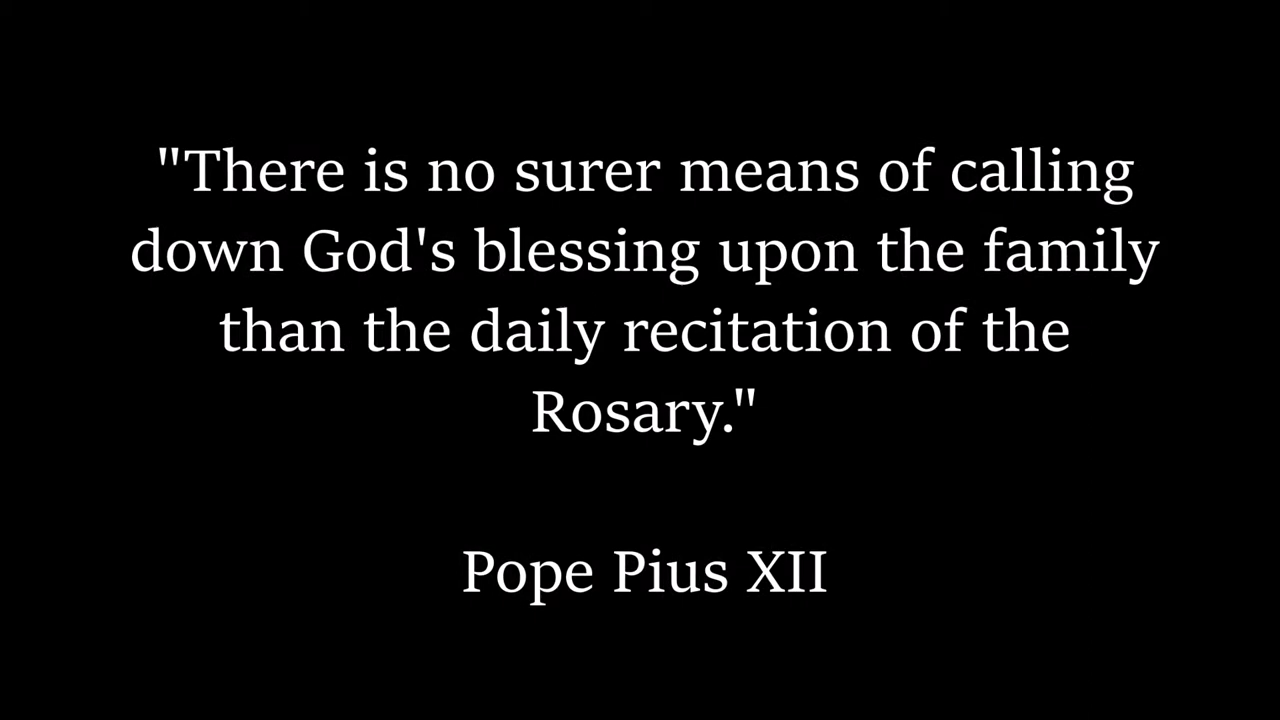 "There is no surer means of calling
down God's blessing upon the family
than the daily recitation of the
Rosary."
Pope Pius XII